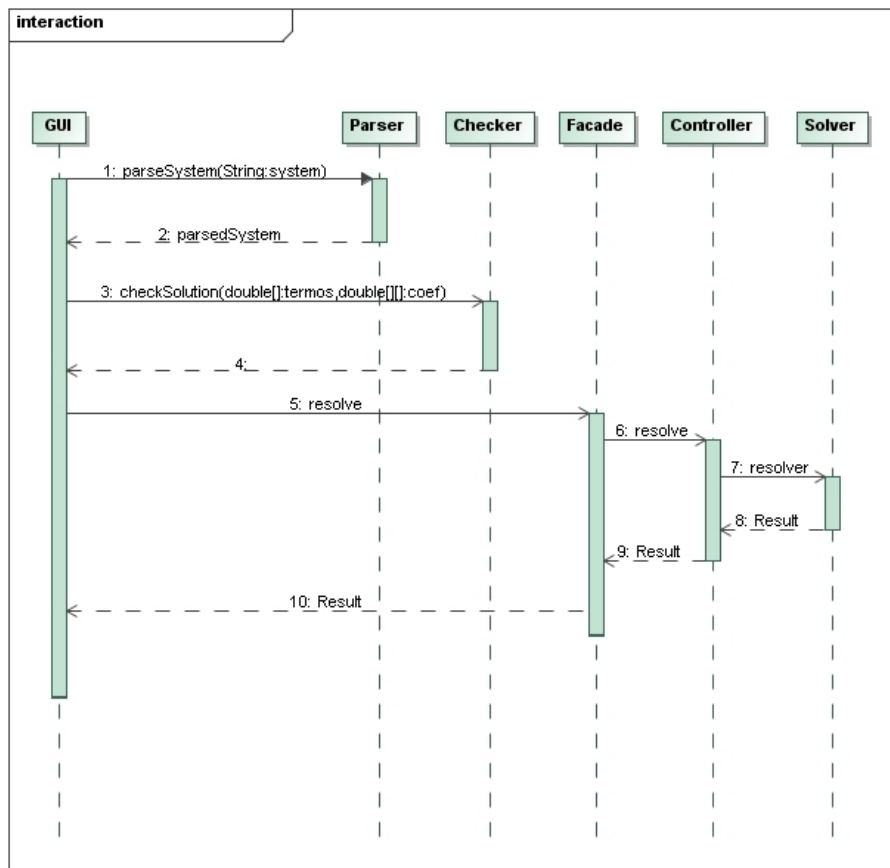 interaction
GUI
Parser
Checker
Facade
Controller
Solver
1: parseSystem(String:system)
2: parsedSystem
3: checkSolution(double[]:termos,double[][]:coef)
4:
5: resolve
6: resolve
7: resolver
8: Result
9: Result
10: Result